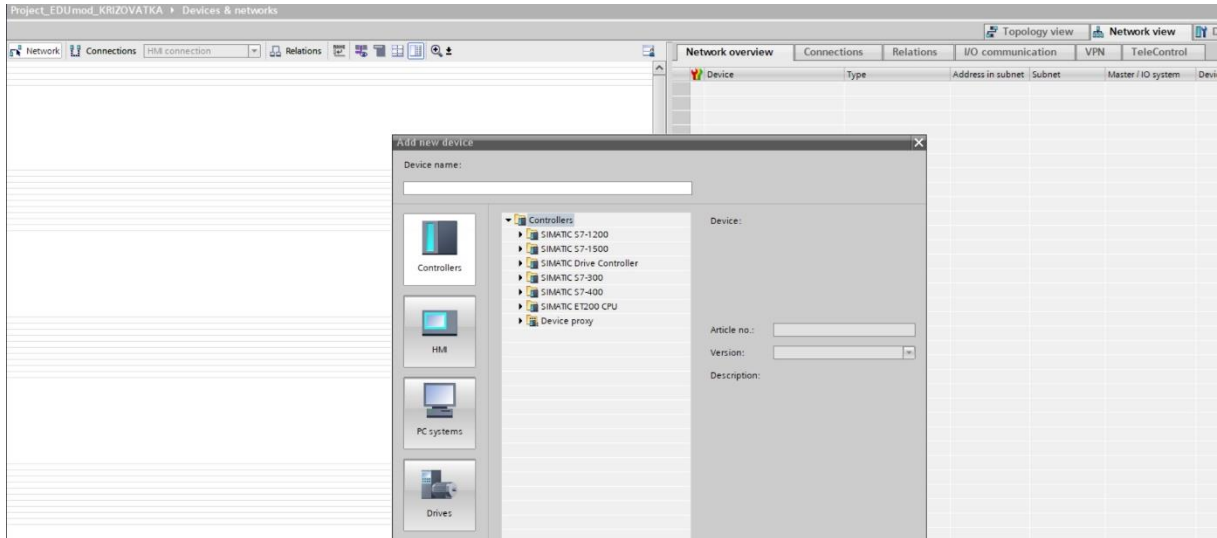 Project_EDUmod_KRIZOVATKA ▸ Devices & networks
Topology view Network view
Network Connections HMI connection Relations
Network overview Connections Relations I/O communication VPN TeleControl
Device Type Address in subnet Subnet Master / IO system
Add new device
Device name:
Controllers
SIMATIC S7-1200
SIMATIC S7-1500
SIMATIC Drive Controller
SIMATIC S7-300
SIMATIC S7-400
SIMATIC ET200 CPU
Device proxy
Controllers
HMI
PC systems
Drives
Device:
Article no.:
Version:
Description: